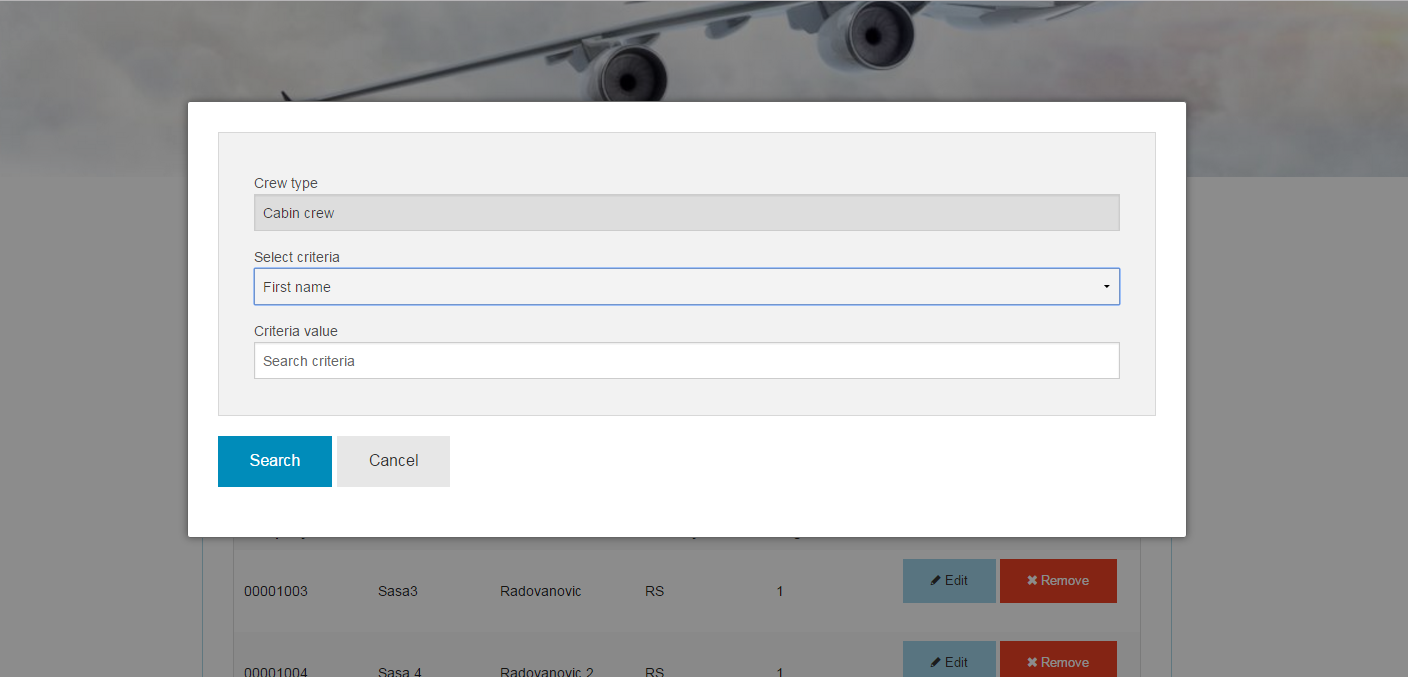 Crew type
Cabin crew
Select criteria
First name
Criteria value
Search criteria
Search Cancel
00001003 Sasa3 Radovanovic RS 1 Edit Remove
00001004 Sasa 4 Radovanovic 2 RS 1 Edit Remove